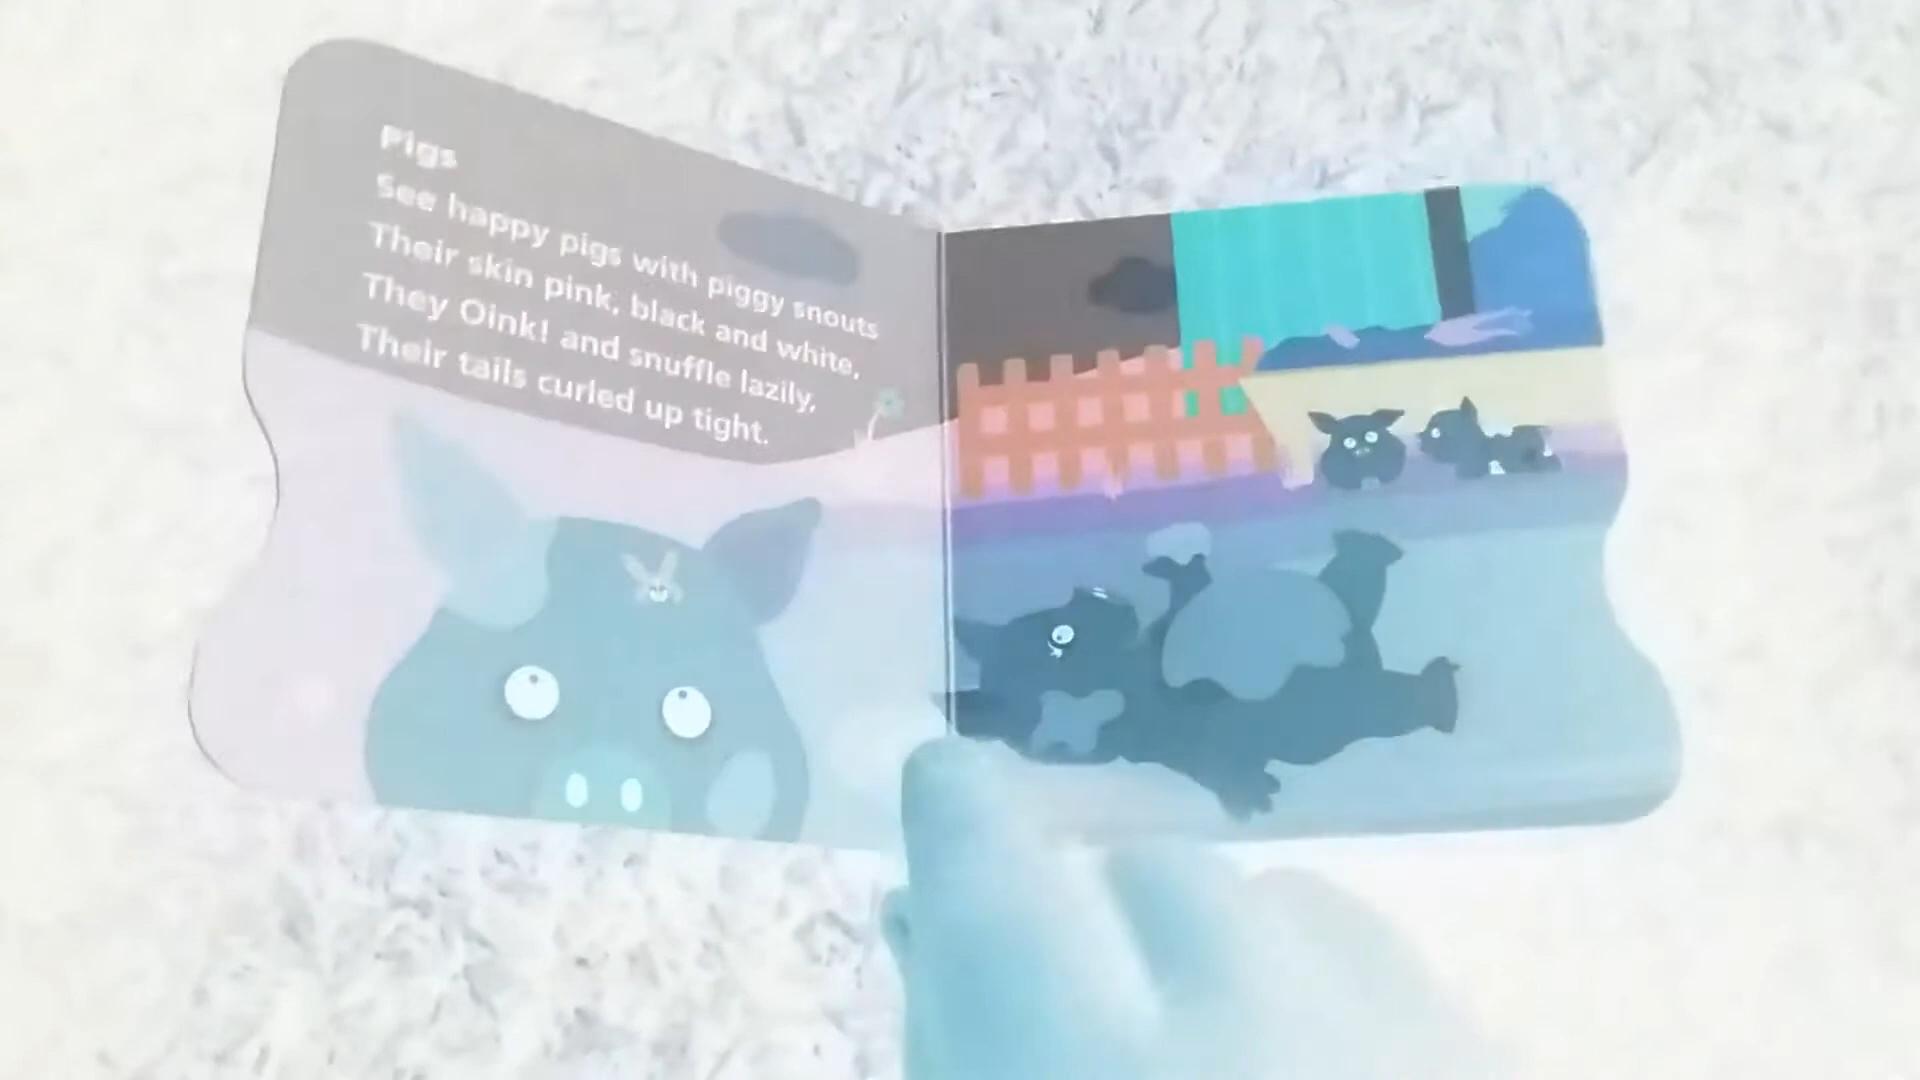 Pigs
See happy pigs with piggy snouts
Their skin pink, black and white,
They Oink! and snuffle lazily,
Their tails curled up tight.